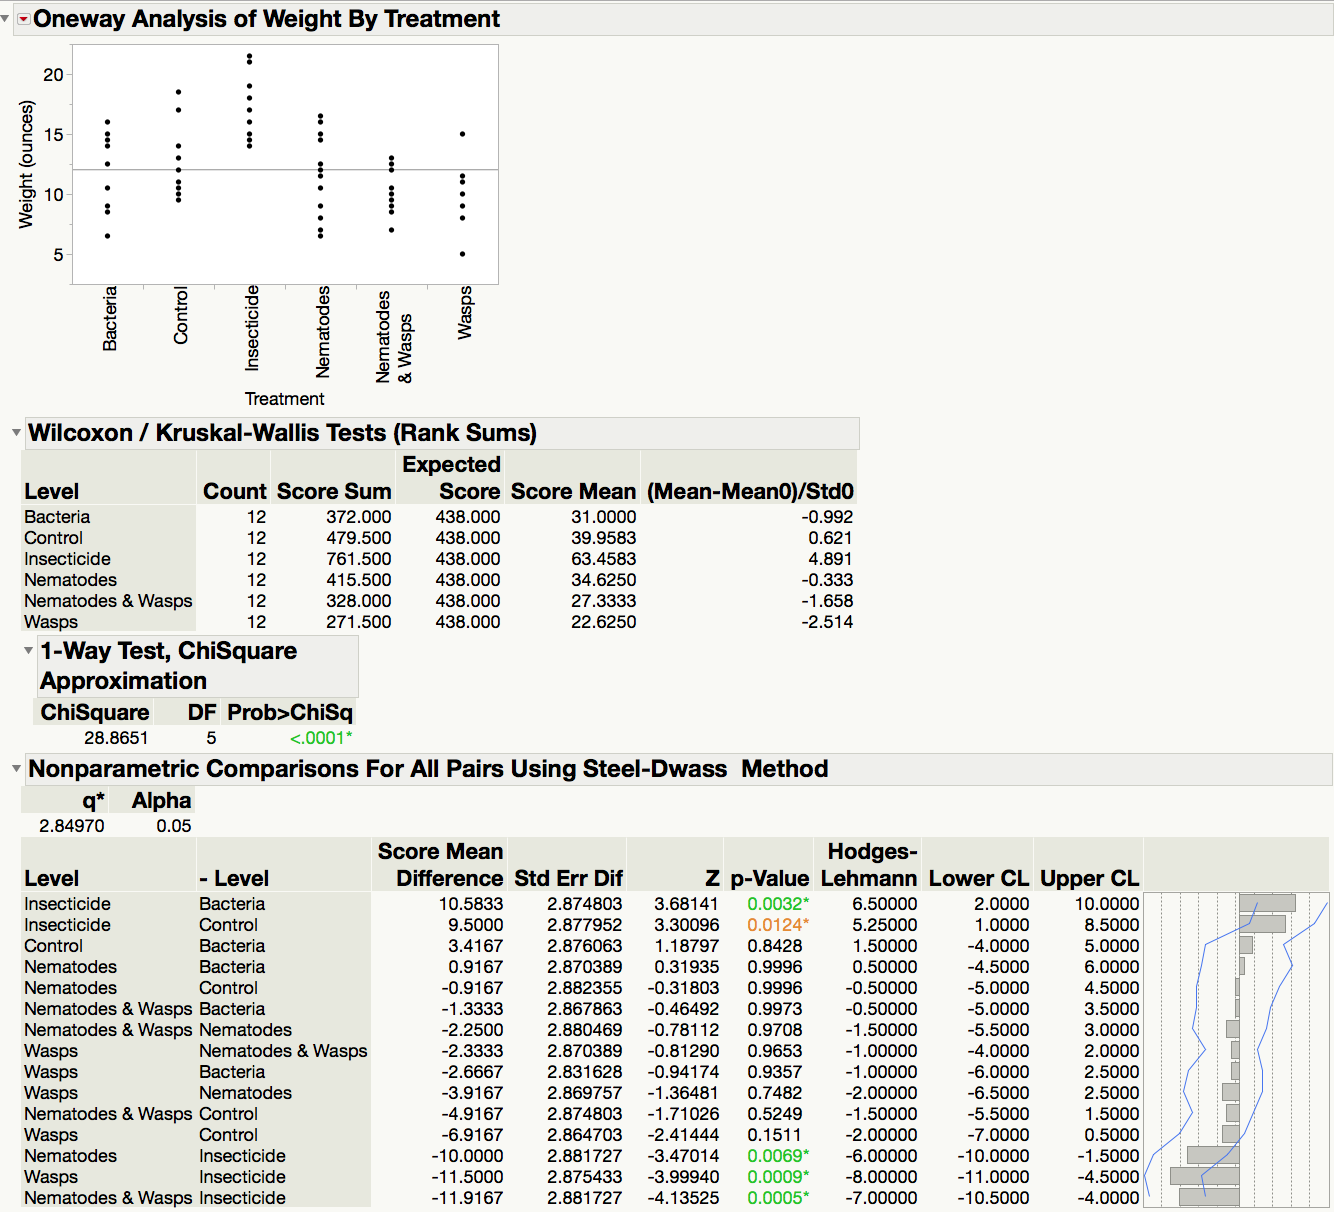 Oneway Analysis of Weight By Treatment
20
15
10
5
Weight (ounces)
Bacteria
Control
Insecticide
Nematodes
Nematodes
& Wasps
Wasps
Treatment
Wilcoxon / Kruskal-Wallis Tests (Rank Sums)
Expected
Level Count Score Sum Score Score Mean (Mean-Mean0)/Std0
Bacteria 12 372.000 438.000 31.0000 -0.992
Control 12 479.500 438.000 39.9583 0.621
Insecticide 12 761.500 438.000 63.4583 4.891
Nematodes 12 415.500 438.000 34.6250 -0.333
Nematodes & Wasps 12 328.000 438.000 27.3333 -1.658
Wasps 12 271.500 438.000 22.6250 -2.514
1-Way Test, ChiSquare
Approximation
ChiSquare DF Prob>ChiSq
28.8651 5 <.0001*
Nonparametric Comparisons For All Pairs Using Steel-Dwass Method
q* Alpha
2.84970 0.05
Score Mean Hodges-
Level - Level Difference Std Err Dif Z p-Value Lehmann Lower CL Upper CL
Insecticide Bacteria 10.5833 2.874803 3.68141 0.0032* 6.50000 2.0000 10.0000
Insecticide Control 9.5000 2.877952 3.30096 0.0124* 5.25000 1.0000 8.5000
Control Bacteria 3.4167 2.876063 1.18797 0.8428 1.50000 -4.0000 5.0000
Nematodes Bacteria 0.9167 2.870389 0.31935 0.9996 0.50000 -4.5000 6.0000
Nematodes Control -0.9167 2.882355 -0.31803 0.9996 -0.50000 -5.0000 4.5000
Nematodes & Wasps Bacteria -1.3333 2.867863 -0.46492 0.9973 -0.50000 -5.0000 3.5000
Nematodes & Wasps Nematodes -2.2500 2.880469 -0.78112 0.9708 -1.50000 -5.5000 3.0000
Wasps Nematodes & Wasps -2.3333 2.870389 -0.81290 0.9653 -1.00000 -4.0000 2.0000
Wasps Bacteria -2.6667 2.831628 -0.94174 0.9357 -1.00000 -6.0000 2.5000
Wasps Nematodes -3.9167 2.869757 -1.36481 0.7482 -2.00000 -6.5000 2.5000
Nematodes & Wasps Control -4.9167 2.874803 -1.71026 0.5249 -1.50000 -5.5000 1.5000
Wasps Control -6.9167 2.864703 -2.41444 0.1511 -2.00000 -7.0000 0.5000
Nematodes Insecticide -10.0000 2.881727 -3.47014 0.0069* -6.00000 -10.0000 -1.5000
Wasps Insecticide -11.5000 2.875433 -3.99940 0.0009* -8.00000 -11.0000 -4.5000
Nematodes & Wasps Insecticide -11.9167 2.881727 -4.13525 0.0005* -7.00000 -10.5000 -4.0000